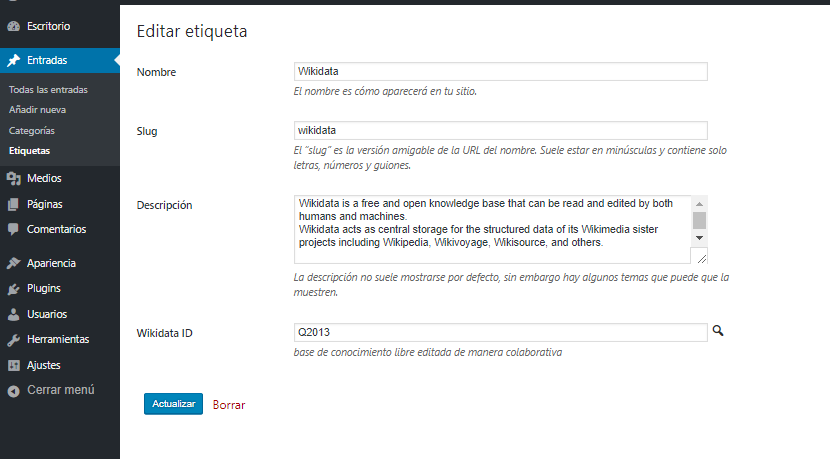 Escritorio
Entradas
Todas las entradas
Añadir nueva
Categorías
Etiquetas
Medios
Páginas
Comentarios
Apariencia
Plugins
Usuarios
Herramientas
Ajustes
Cerrar menú
Editar etiqueta
Nombre
Wikidata
El nombre es cómo aparecerá en tu sitio.
Slug
wikidata
El “slug” es la versión amigable de la URL del nombre. Suele estar en minúsculas y contiene solo
letras, números y guiones.
Descripción
Wikidata is a free and open knowledge base that can be read and edited by both
humans and machines.
Wikidata acts as central storage for the structured data of its Wikimedia sister
projects including Wikipedia, Wikivoyage, Wikisource, and others.
La descripción no suele mostrarse por defecto, sin embargo hay algunos temas que puede que la
muestren.
Wikidata ID
Q2013
base de conocimiento libre editada de manera colaborativa
Actualizar
Borrar